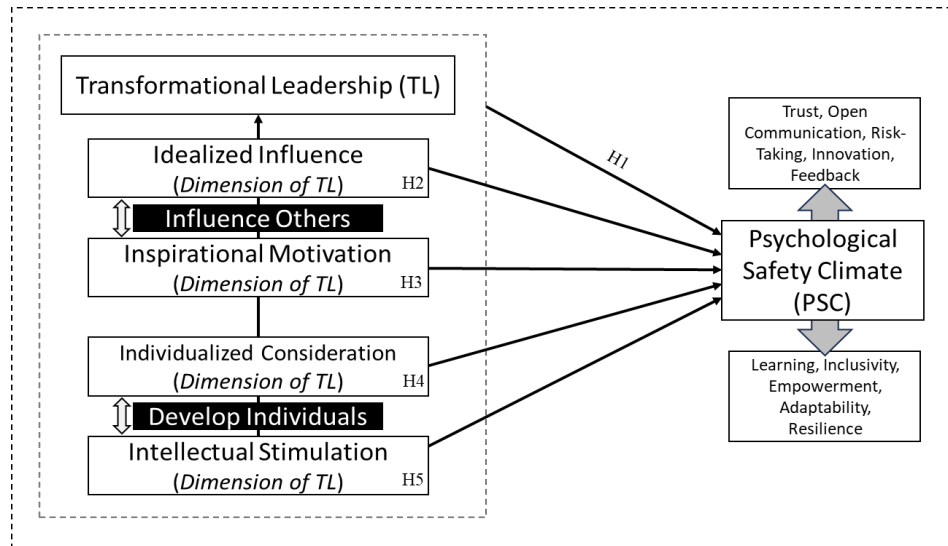 Transformational Leadership (TL)
Idealized Influence
(Dimension of TL)
H2
Influence Others
Inspirational Motivation
(Dimension of TL)
H3
Individualized Consideration
(Dimension of TL)
H4
Develop Individuals
Intellectual Stimulation
(Dimension of TL)
H5
H1
Trust, Open
Communication, Risk-
Taking, Innovation,
Feedback
Psychological
Safety Climate
(PSC)
Learning, Inclusivity,
Empowerment,
Adaptability,
Resilience